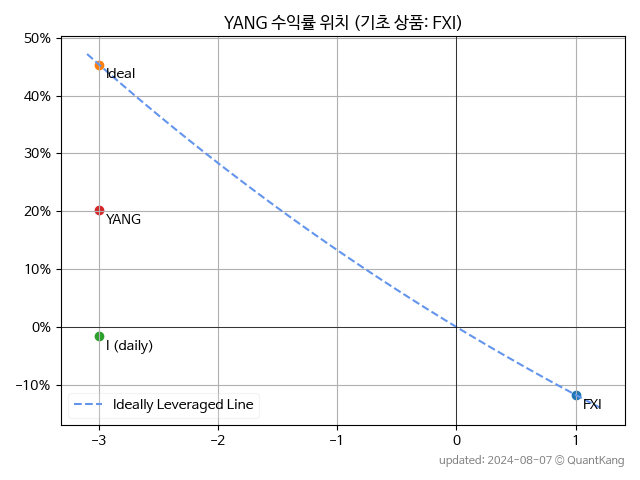 YANG 수익률 위치 (기초 상품: FXI)
50%
40%
30%
20%
10%
0%
-10%
Ideal
YANG
I (daily)
FXI
Ideally Leveraged Line
-3 -2 -1 0 1
updated: 2024-08-07 © QuantKang